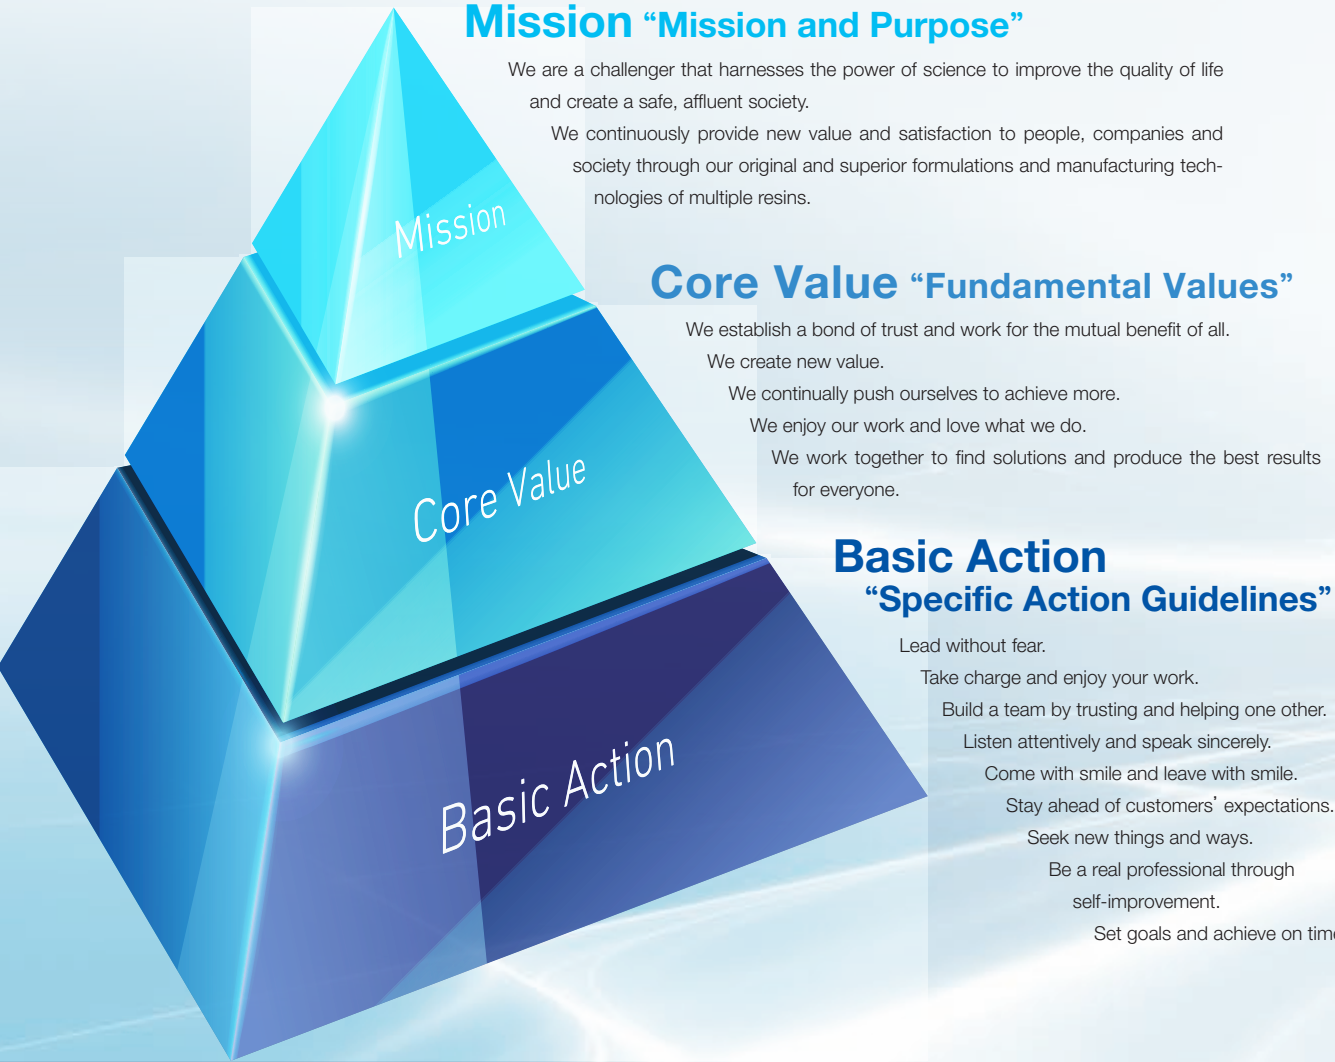 Mission “Mission and Purpose”
We are a challenger that harnesses the power of science to improve the quality of life
and create a safe, affluent society.
We continuously provide new value and satisfaction to people, companies and
society through our original and superior formulations and manufacturing tech-
nologies of multiple resins.
Mission
Core Value “Fundamental Values”
We establish a bond of trust and work for the mutual benefit of all.
We create new value.
We continually push ourselves to achieve more.
We enjoy our work and love what we do.
We work together to find solutions and produce the best results
for everyone.
Core Value
Basic Action
“Specific Action Guidelines”
Lead without fear.
Take charge and enjoy your work.
Build a team by trusting and helping one other.
Listen attentively and speak sincerely.
Come with smile and leave with smile.
Stay ahead of customers’ expectations.
Seek new things and ways.
Be a real professional through
self-improvement.
Set goals and achieve on time
Basic Action